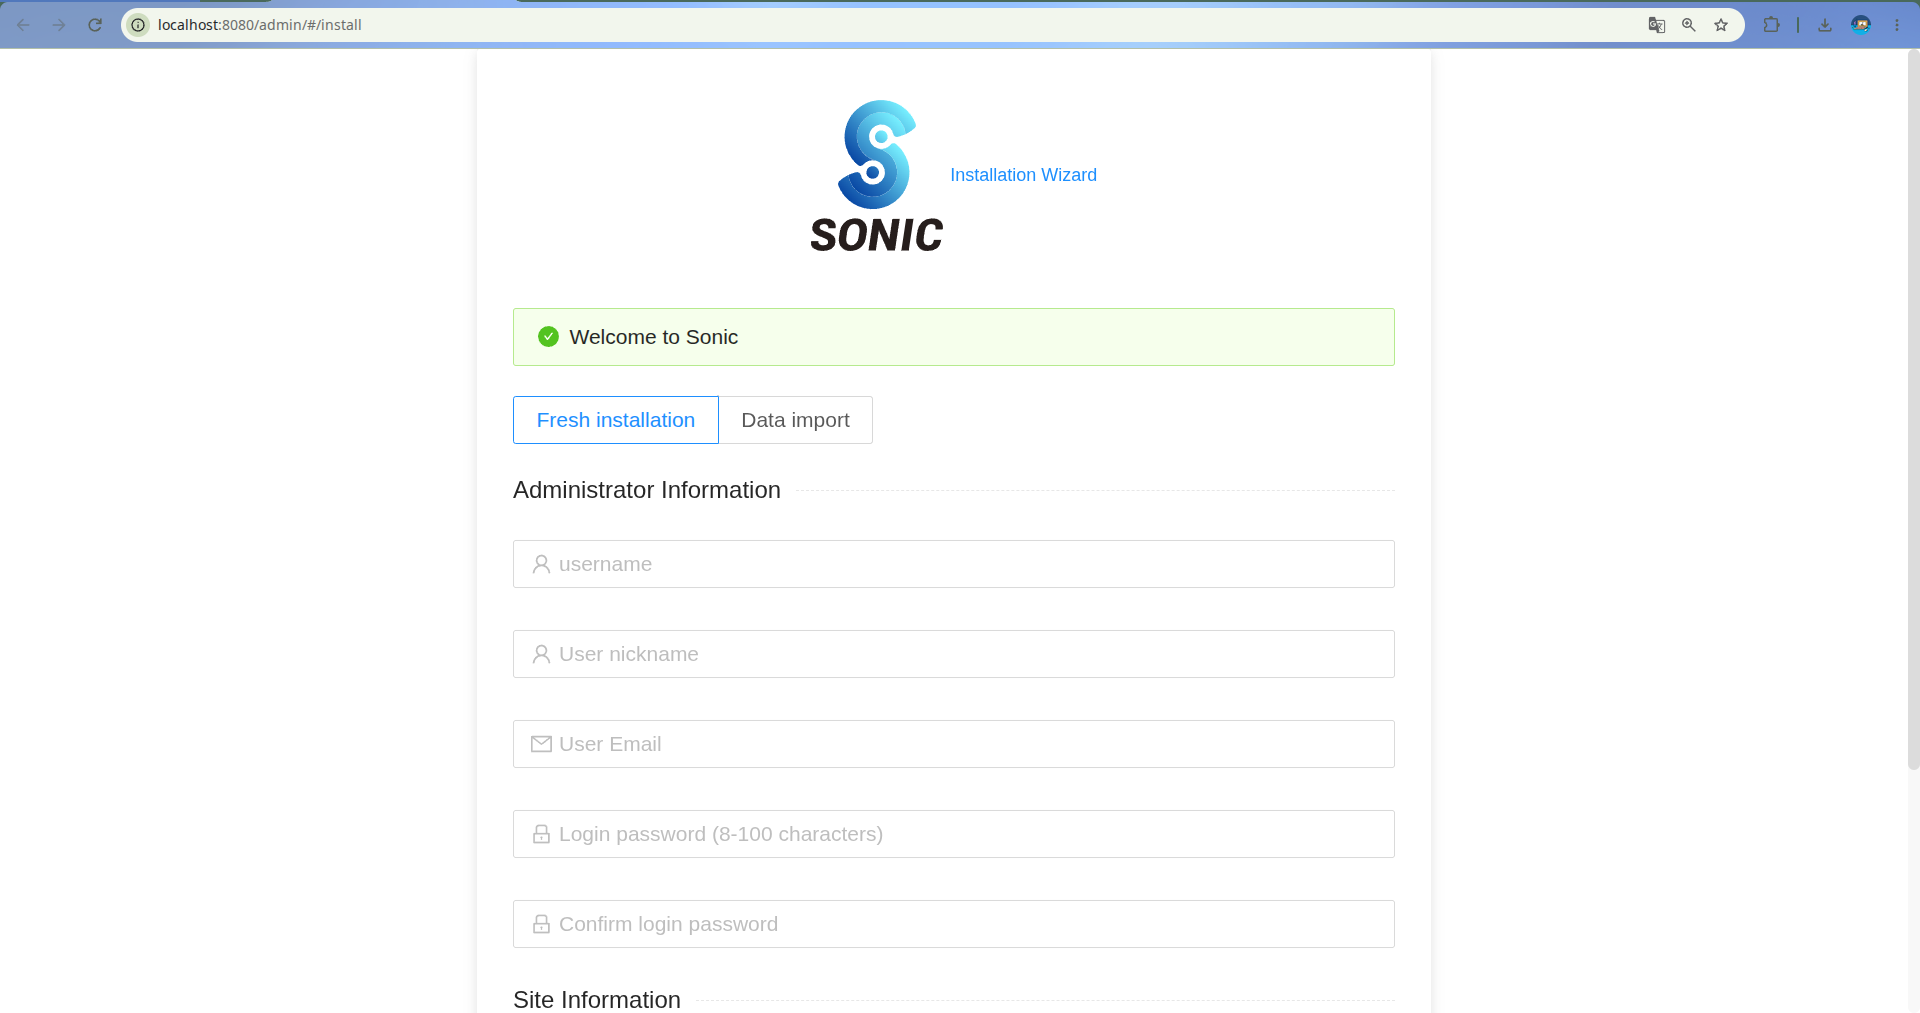 localhost:8080/admin/#/install
SONIC
Installation Wizard
Welcome to Sonic
Fresh installation
Data import
Administrator Information
username
User nickname
User Email
Login password (8-100 characters)
Confirm login password
Site Information